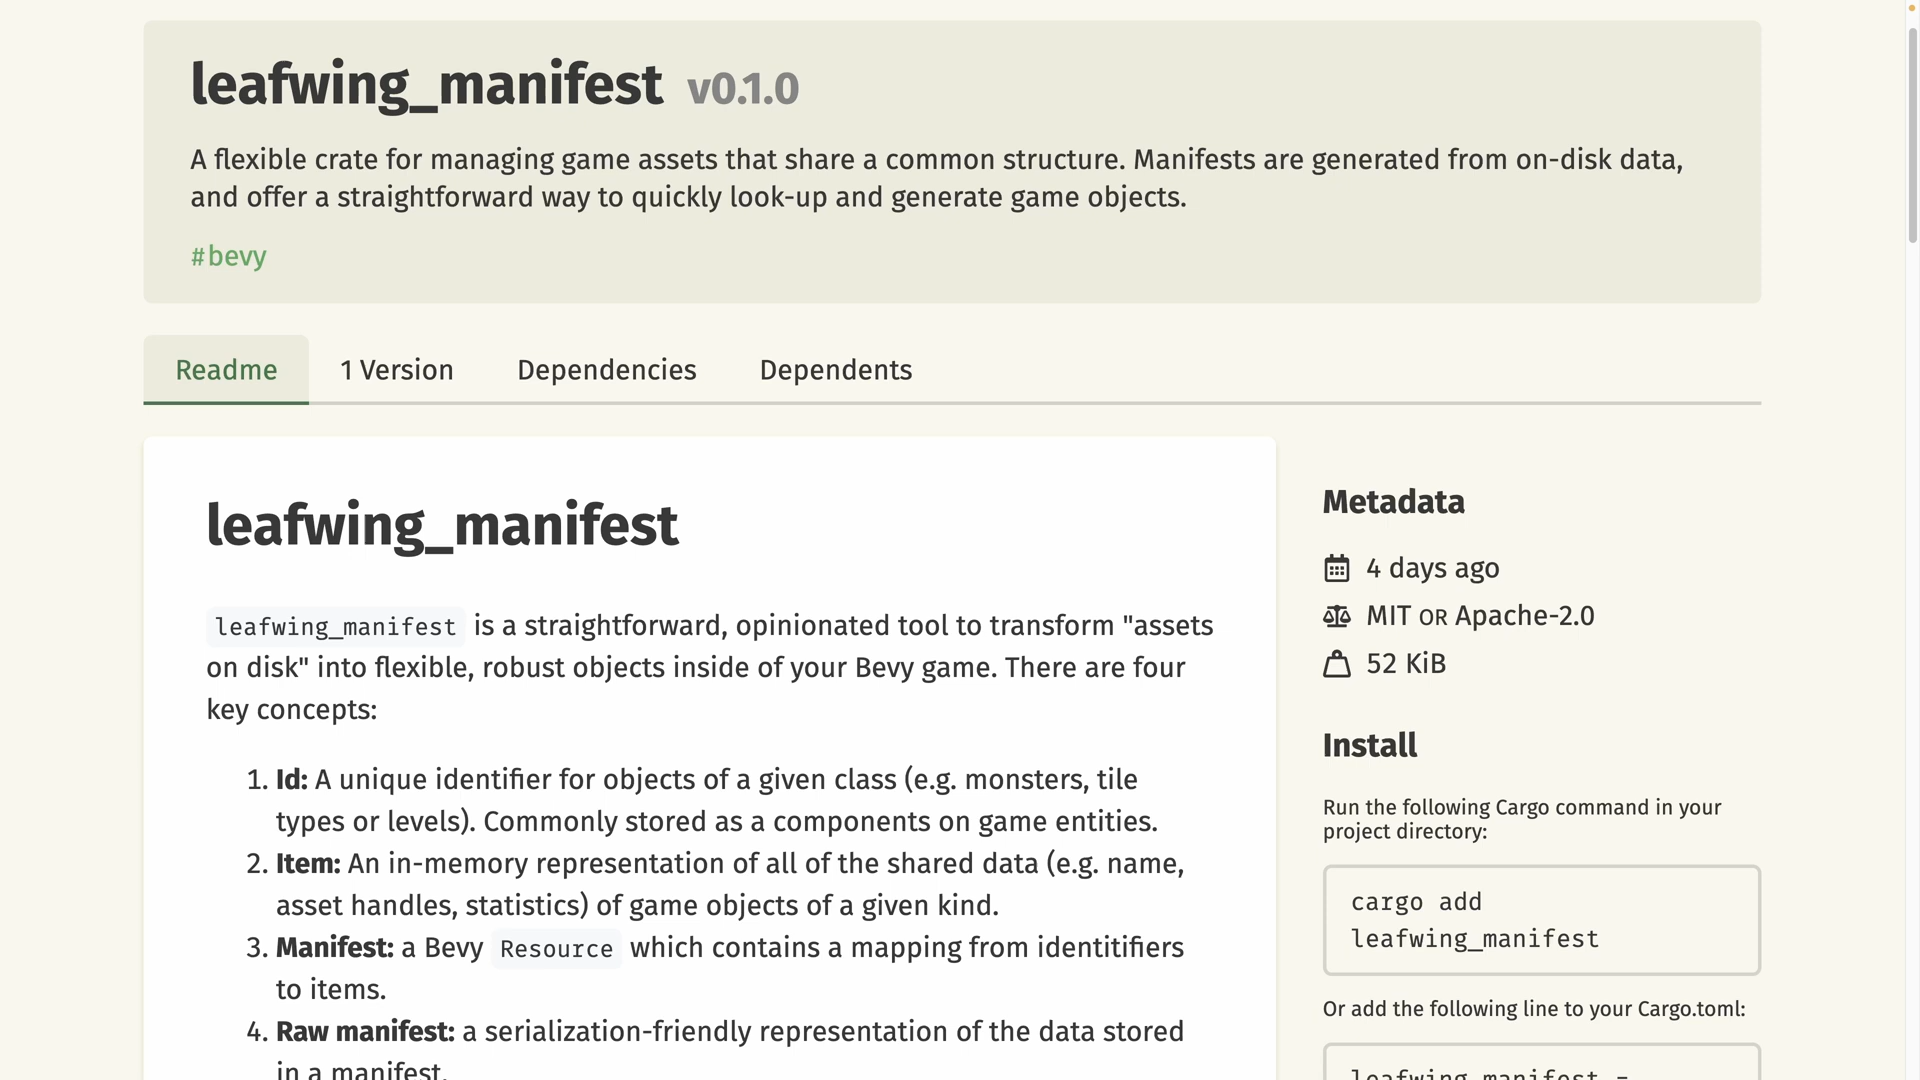 leafwing_manifest v0.1.0
A flexible crate for managing game assets that share a common structure. Manifests are generated from on-disk data,
and offer a straightforward way to quickly look-up and generate game objects.
#bevy
Readme
1 Version
Dependencies
Dependents
leafwing_manifest
leafwing_manifest is a straightforward, opinionated tool to transform "assets
on disk" into flexible, robust objects inside of your Bevy game. There are four
key concepts:
1. Id: A unique identifier for objects of a given class (e.g. monsters, tile
types or levels). Commonly stored as a components on game entities.
2. Item: An in-memory representation of all of the shared data (e.g. name,
asset handles, statistics) of game objects of a given kind.
3. Manifest: a Bevy Resource which contains a mapping from identitifiers
to items.
4. Raw manifest: a serialization-friendly representation of the data stored
in a manifest.
Metadata
4 days ago
MIT OR Apache-2.0
52 KiB
Install
Run the following Cargo command in your
project directory:
cargo add
leafwing_manifest
Or add the following line to your Cargo.toml:
leafwing_manifest =